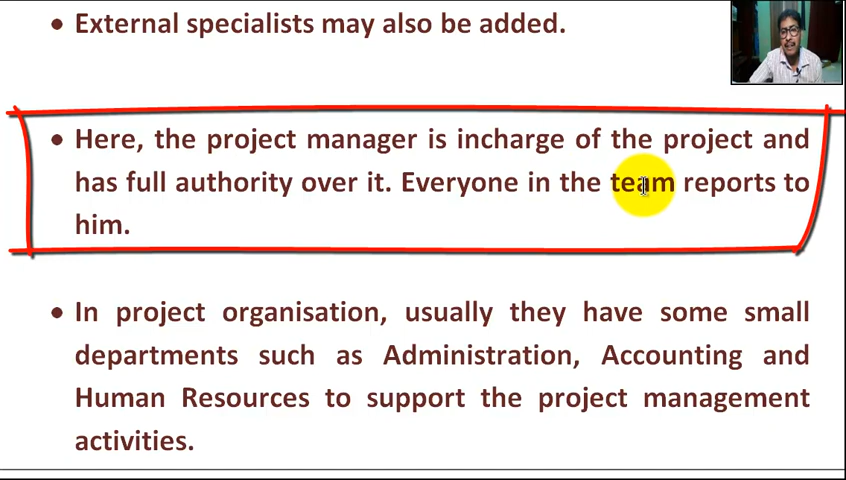 • External specialists may also be added.
• Here, the project manager is incharge of the project and
has full authority over it. Everyone in the team reports to
him.
• In project organisation, usually they have some small
departments such as Administration, Accounting and
Human Resources to support the project management
activities.